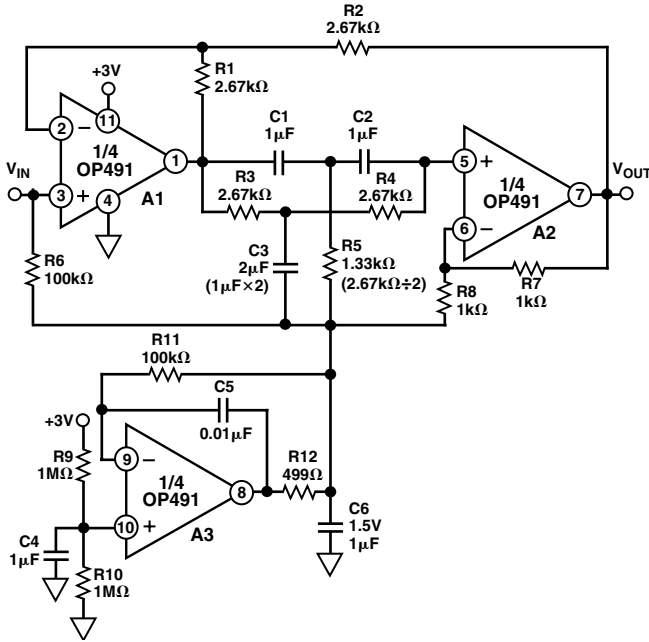 R2
2.67kΩ
+3V
R1
2.67kΩ
11
2
−
1/4
OP491
1
VIN
3
+
4
A1
C1
1µF
C2
1µF
R3
2.67kΩ
R4
2.67kΩ
5
+
1/4
OP491
7
VOUT
6
−
A2
R6
100kΩ
C3
2µF
(1µF×2)
R5
1.33kΩ
(2.67kΩ÷2)
R8
1kΩ
R7
1kΩ
R11
100kΩ
C5
0.01µF
+3V
R9
1MΩ
9
−
1/4
OP491
8
R12
499Ω
10
+
A3
C4
1µF
R10
1MΩ
C6
1.5V
1µF